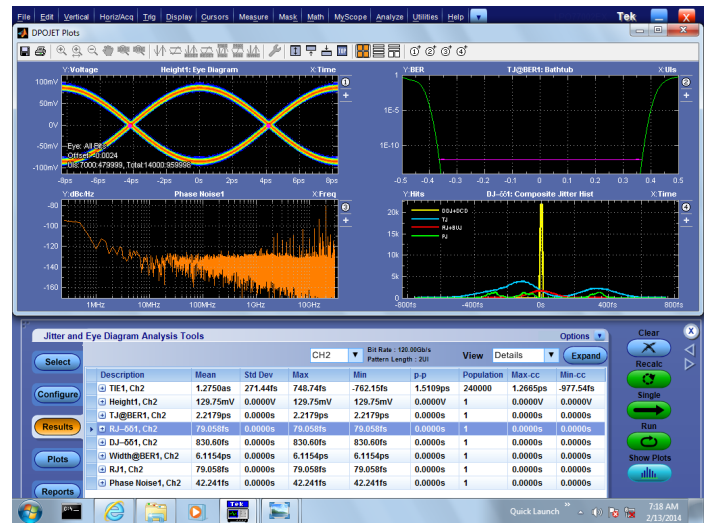 File Edit Vertical Horiz/Acq Trig Display Cursors Measure Mask Math MyScope Analyze Utilities Help Tek
DPOJET Plots
Y:Voltage Height1: Eye Diagram X:Time
100mV
50mV
0V
-50mV
-100mV
Eye: All Bits
Offset: -0.0024
UIs:7000:479999, Total:14000:959998
-8ps -6ps -4ps -2ps 0s 2ps 4ps 6ps 8ps
1
Y:BER TJ@BER1: Bathtub X:UIs
1
1E-5
1E-10
-0.5 -0.4 -0.3 -0.2 -0.1 0.0 0.1 0.2 0.3 0.4 0.5
2
Y:dBc/Hz Phase Noise1 X:Freq
-80
-100
-120
-140
-160
1MHz 10MHz 100MHz 1GHz 10GHz
3
Y:Hits DJ–δδ1: Composite Jitter Hist X:Time
20k
15k
10k
5k
0
DDJ+DCD
TJ
RJ+BUJ
PJ
-800fs -400fs 0s 400fs 800fs
4
Jitter and Eye Diagram Analysis Tools Options
Clear
CH2 Bit Rate : 120.00Gb/s
Pattern Length : 2UI
View Details Expand
Select
Configure
Results
Plots
Reports
Description Mean Std Dev Max Min p-p Population Max-cc Min-cc
TIE1, Ch2 1.2750as 271.44fs 748.74fs -762.15fs 1.5109ps 240000 1.2665ps -977.54fs
Height1, Ch2 129.75mV 0.0000V 129.75mV 129.75mV 0.0000V 1 0.0000V 0.0000V
TJ@BER1, Ch2 2.2179ps 0.0000s 2.2179ps 2.2179ps 0.0000s 1 0.0000s 0.0000s
RJ–δδ1, Ch2 79.058fs 0.0000s 79.058fs 79.058fs 0.0000s 1 0.0000s 0.0000s
DJ–δδ1, Ch2 830.60fs 0.0000s 830.60fs 830.60fs 0.0000s 1 0.0000s 0.0000s
Width@BER1, Ch2 6.1154ps 0.0000s 6.1154ps 6.1154ps 0.0000s 1 0.0000s 0.0000s
RJ1, Ch2 79.058fs 0.0000s 79.058fs 79.058fs 0.0000s 1 0.0000s 0.0000s
Phase Noise1, Ch2 42.241fs 0.0000s 42.241fs 42.241fs 0.0000s 1 0.0000s 0.0000s
Recalc
Single
Run
Show Plots
Tek
Quick Launch
7:18 AM
2/13/2014